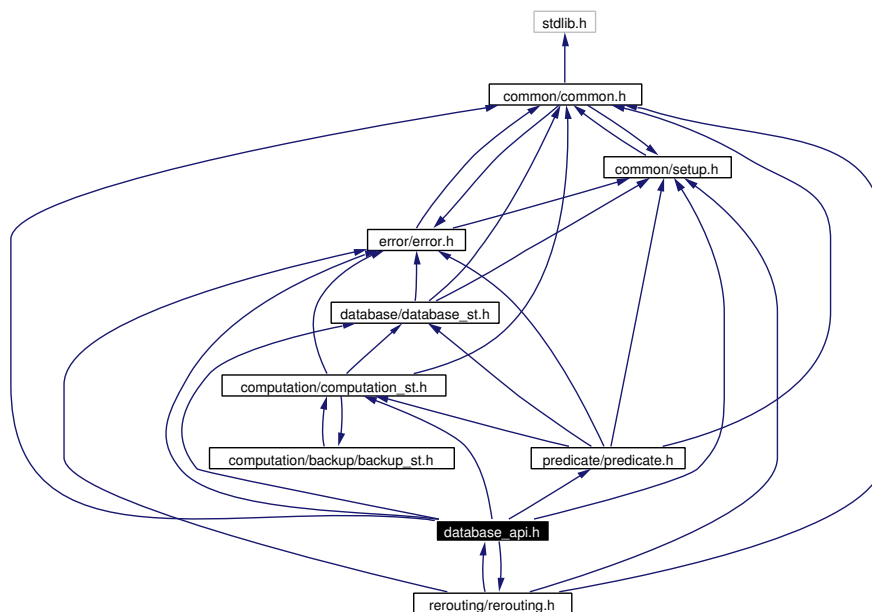 stdlib.h
common/common.h
common/setup.h
error/error.h
database/database_st.h
computation/computation_st.h
computation/backup/backup_st.h
predicate/predicate.h
database_api.h
rerouting/rerouting.h